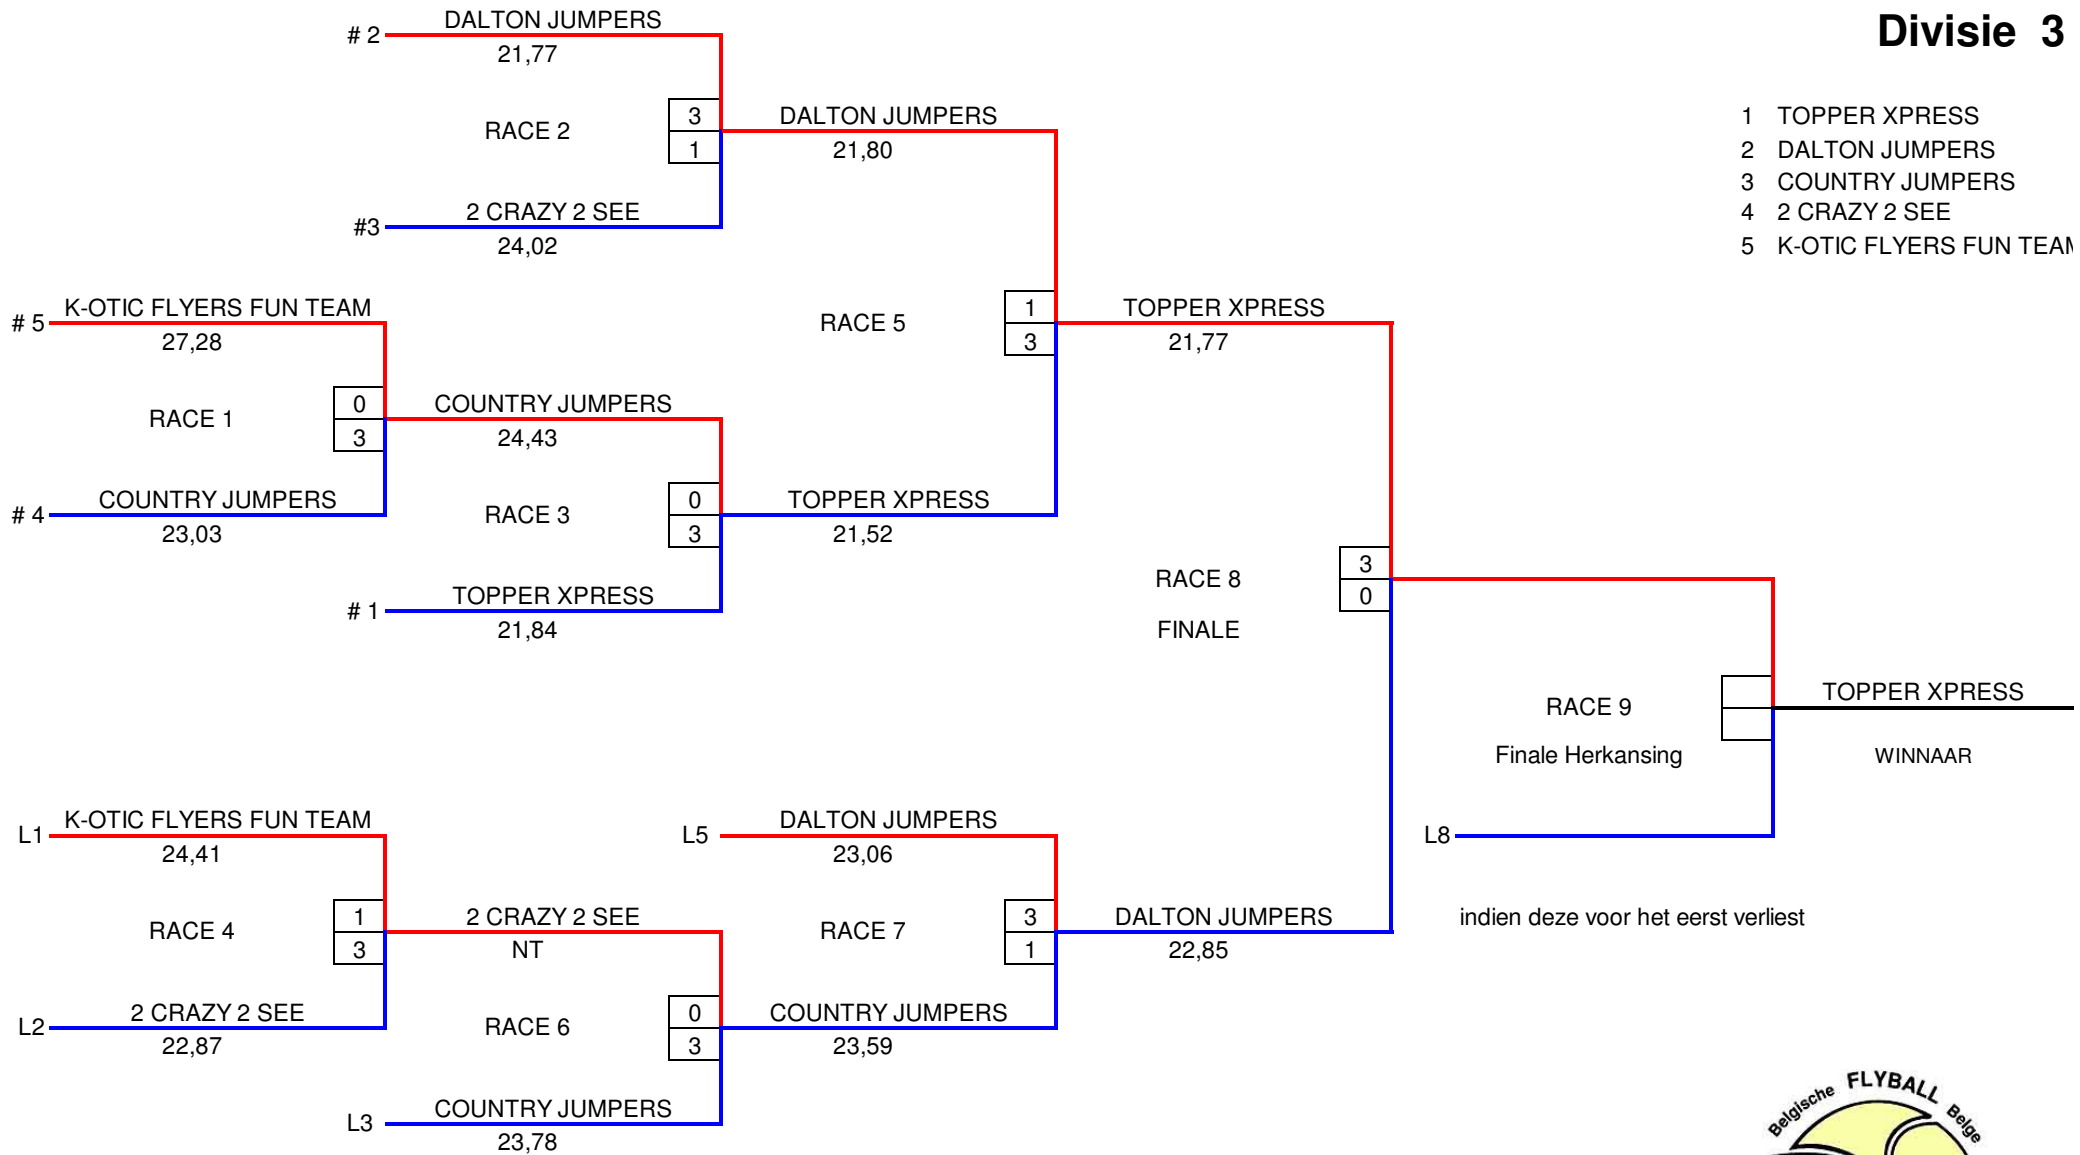 Divisie 3
1 TOPPER XPRESS
2 DALTON JUMPERS
3 COUNTRY JUMPERS
4 2 CRAZY 2 SEE
5 K-OTIC FLYERS FUN TEAM
# 2 DALTON JUMPERS
21,77
RACE 2
3
1
#3 2 CRAZY 2 SEE
24,02
DALTON JUMPERS
21,80
# 5 K-OTIC FLYERS FUN TEAM
27,28
RACE 1
0
3
# 4 COUNTRY JUMPERS
23,03
COUNTRY JUMPERS
24,43
RACE 3
0
3
# 1 TOPPER XPRESS
21,84
RACE 5
1
3
TOPPER XPRESS
21,52
TOPPER XPRESS
21,77
RACE 8
3
0
FINALE
L1 K-OTIC FLYERS FUN TEAM
24,41
RACE 4
1
3
L2 2 CRAZY 2 SEE
22,87
2 CRAZY 2 SEE
NT
RACE 6
0
3
L3 COUNTRY JUMPERS
23,78
L5 DALTON JUMPERS
23,06
RACE 7
3
1
COUNTRY JUMPERS
23,59
DALTON JUMPERS
22,85
RACE 9
Finale Herkansing
TOPPER XPRESS
WINNAAR
L8
indien deze voor het eerst verliest
Belgische FLYBALL Belge